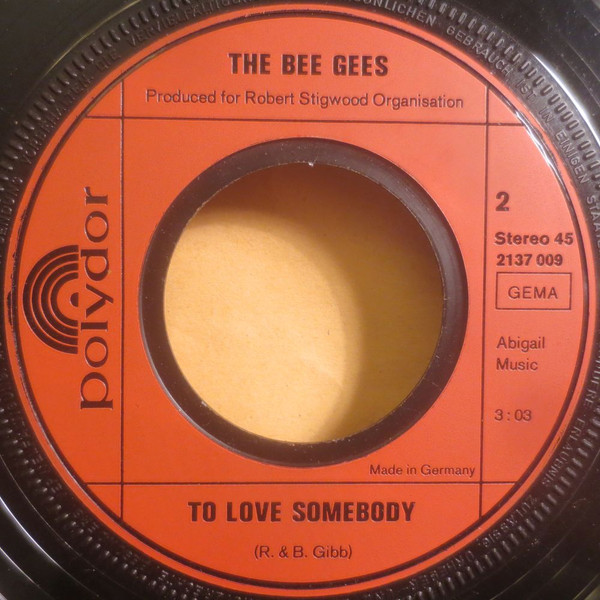 THE BEE GEES
Produced for Robert Stigwood Organisation
polydor
2
Stereo 45
2137 009
GEMA
Abigail
Music
3:03
Made in Germany
TO LOVE SOMEBODY
(R. & B. Gibb)